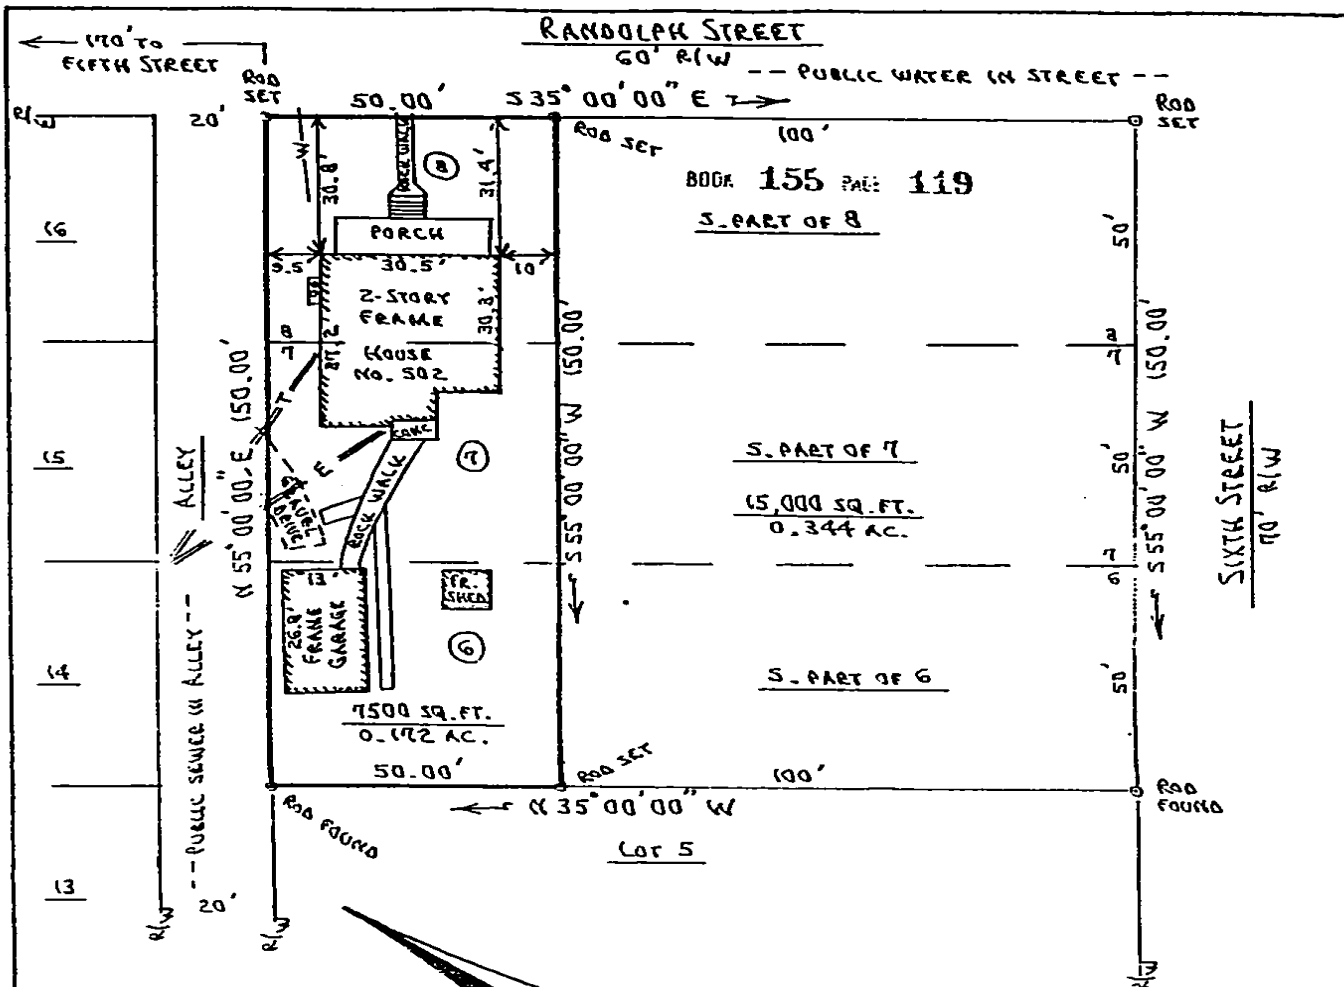 RANDOLPH STREET
60' R/W
-- PUBLIC WATER IN STREET --
170' TO
FIFTH STREET
ROD
SET
50.00'
S 35° 00' 00" E
ROD
SET
R/W
20'
ROD SET
100'
W
30.8'
ROCK WALK
8
31.4'
BOOK 155 PAGE 119
S. PART OF 8
50'
16
PORCH
9.5'
30.5'
10'
2-STORY
FRAME
30.3'
HOUSE
NO. 502
8
7
8
7
150.00'
S 55° 00' 00" W
150.00'
S 55° 00' 00" W
150.00'
N 55° 00' 00" E
T
E
CONC
7
ROCK WALK
GRAVEL
DRIVE
15
ALLEY
S. PART OF 7
15,000 SQ. FT.
0.344 AC.
50'
SIXTH STREET
70' R/W
7
6
13'
26.8'
FRAME
GARAGE
FR.
SHED
6
14
S. PART OF 6
50'
-- PUBLIC SEWER IN ALLEY --
7500 SQ. FT.
0.172 AC.
50.00'
ROD SET
100'
N 35° 00' 00" W
ROD
FOUND
ROD FOUND
LOT 5
13
20'
R/W
R/W
R/W